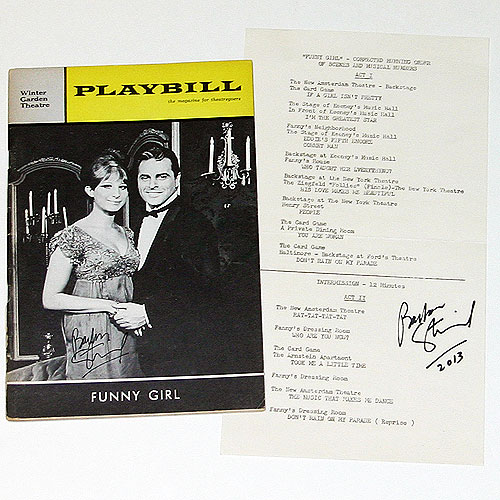 Winter
Garden
Theatre
PLAYBILL
the magazine for theatregoers
FUNNY GIRL
"FUNNY GIRL" - CORRECTED RUNNING ORDER
OF SCENES AND MUSICAL NUMBERS
ACT I
The New Amsterdam Theatre - Backstage
The Card Game
IF A GIRL ISN'T PRETTY
The Stage of Keeney's Music Hall
In Front of Keeney's Music Hall
I'M THE GREATEST STAR
Fanny's Neighborhood
The Stage of Keeney's Music Hall
EDDIE'S FIFTH ENCORE
CORNET MAN
Backstage at Keeney's Music Hall
Fanny's House
WHO TAUGHT HER EVERYTHING?
Backstage at the New York Theatre
The Ziegfeld "Follies" (Finale)-The New York Theatre
HIS LOVE MAKES ME BEAUTIFUL
Backstage at New York Theatre
Henry Street
PEOPLE
The Card Game
A Private Dining Room
YOU ARE WOMAN
The Card Game
Baltimore - Backstage at Ford's Theatre
DON'T RAIN ON MY PARADE
INTERMISSION - 12 Minutes
ACT II
The New Amsterdam Theatre
RAT-TAT-TAT-TAT
Fanny's Dressing Room
WHO ARE YOU NOW?
The Card Game
The Arnstein Apartment
TOOK ME A LITTLE TIME
Fanny's Dressing Room
The New Amsterdam Theatre
THE MUSIC THAT MAKES ME DANCE
Fanny's Dressing Room
DON'T RAIN ON MY PARADE ( Reprise )
2013